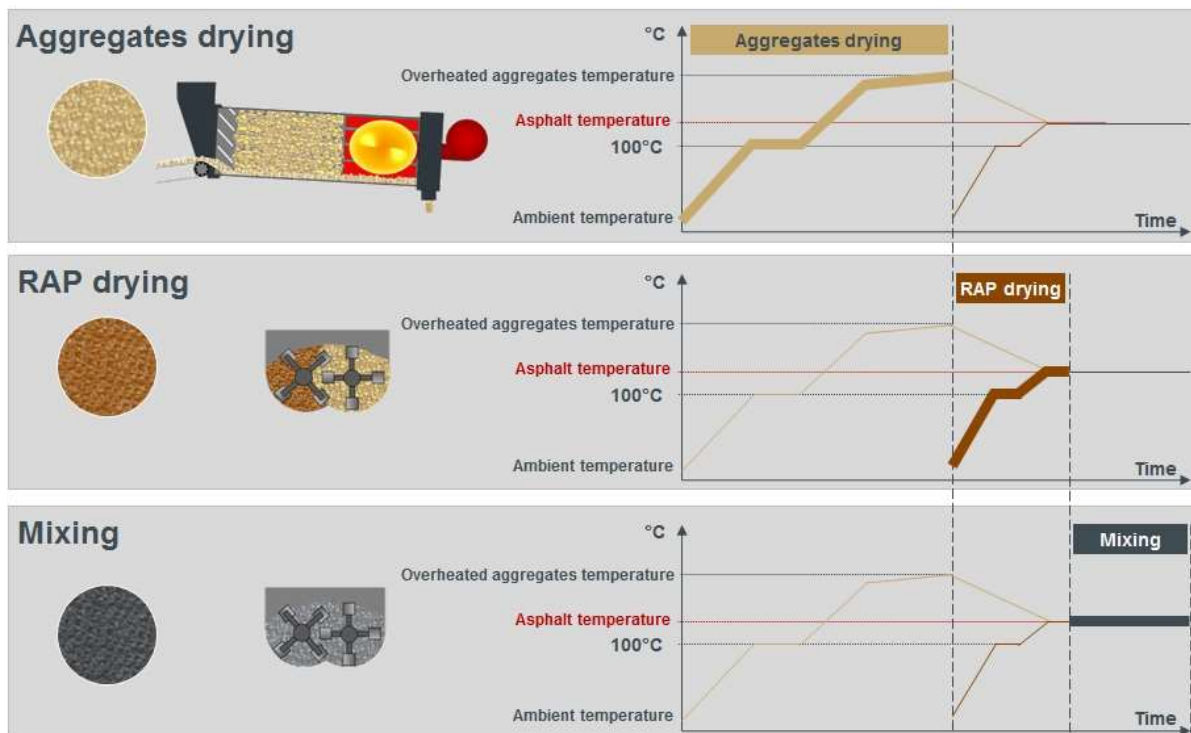 Aggregates drying
°C
Aggregates drying
Overheated aggregates temperature
Asphalt temperature
100°C
Ambient temperature
Time
RAP drying
°C
RAP drying
Overheated aggregates temperature
Asphalt temperature
100°C
Ambient temperature
Time
Mixing
°C
Mixing
Overheated aggregates temperature
Asphalt temperature
100°C
Ambient temperature
Time